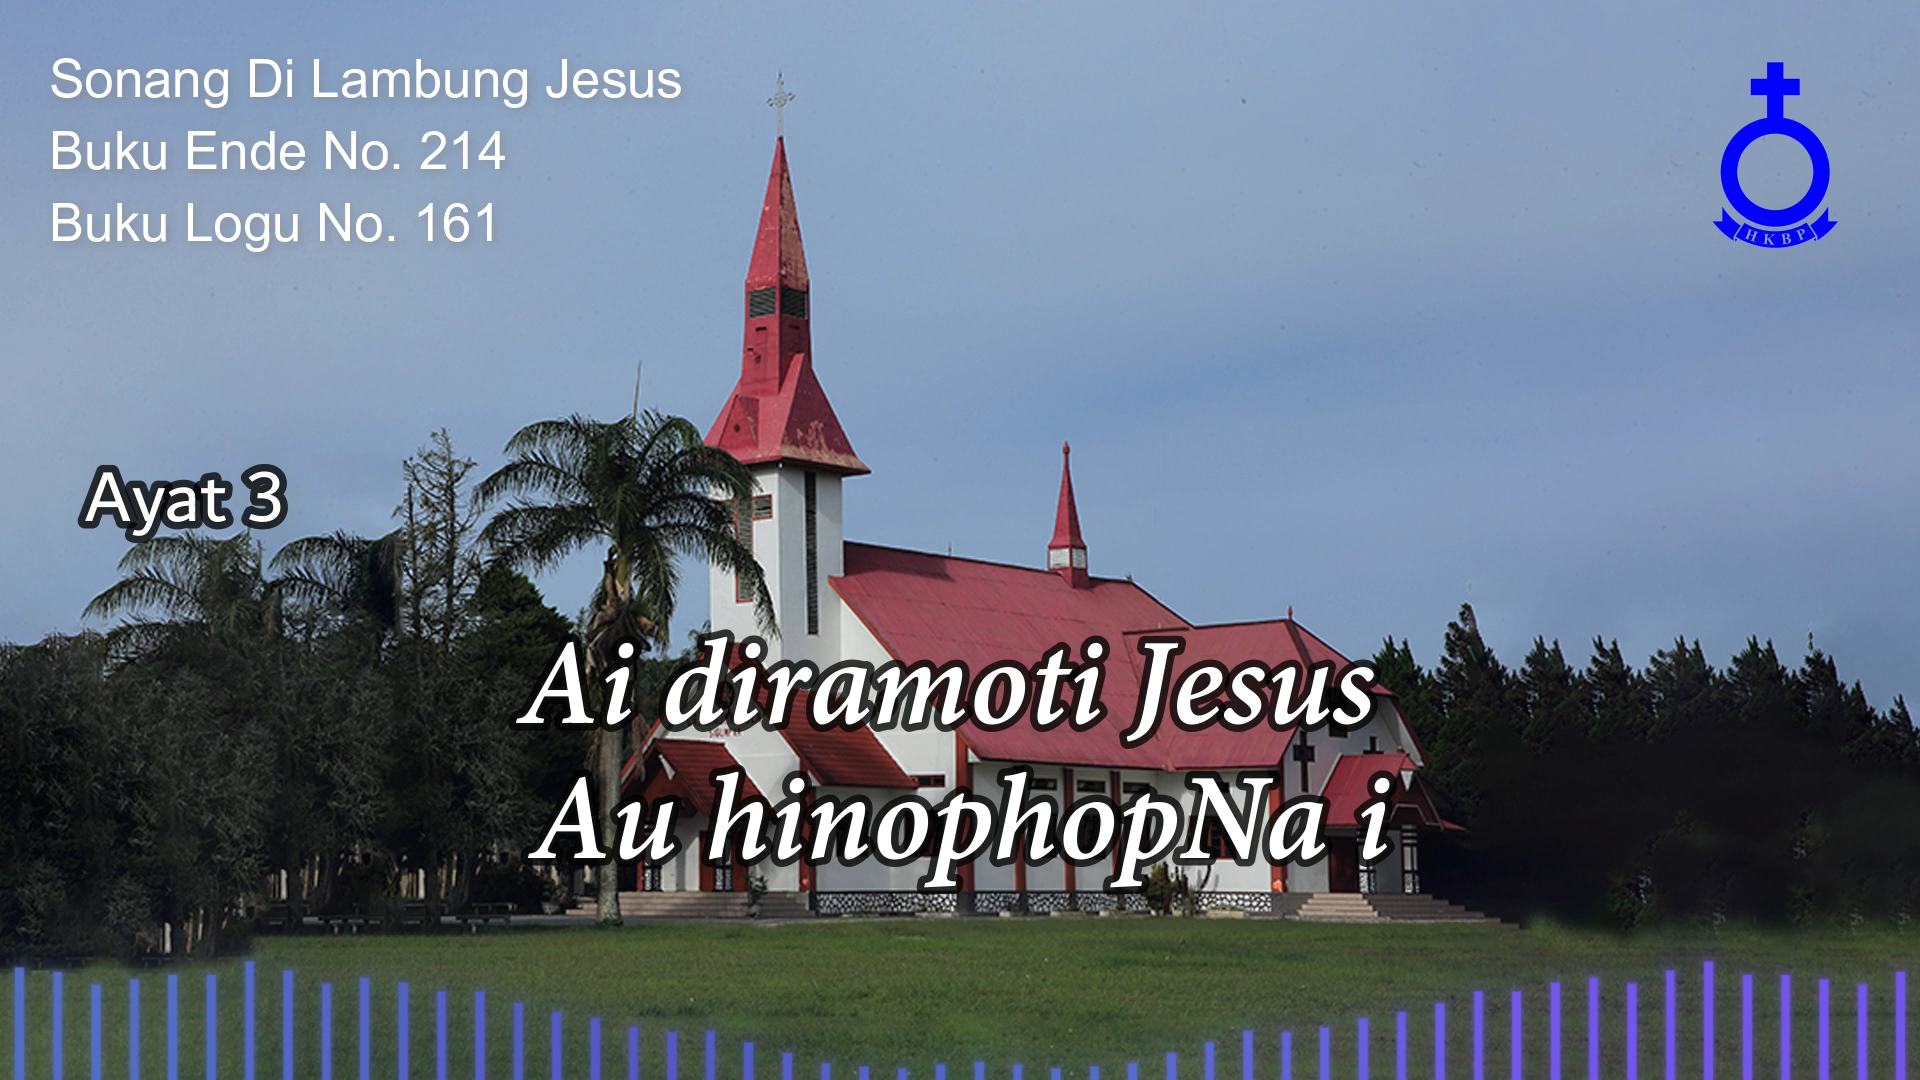 Sonang Di Lambung Jesus
Buku Ende No. 214
Buku Logu No. 161
HKBP
Ayat 3
Ai diramoti Jesus
Au hinophopNa i